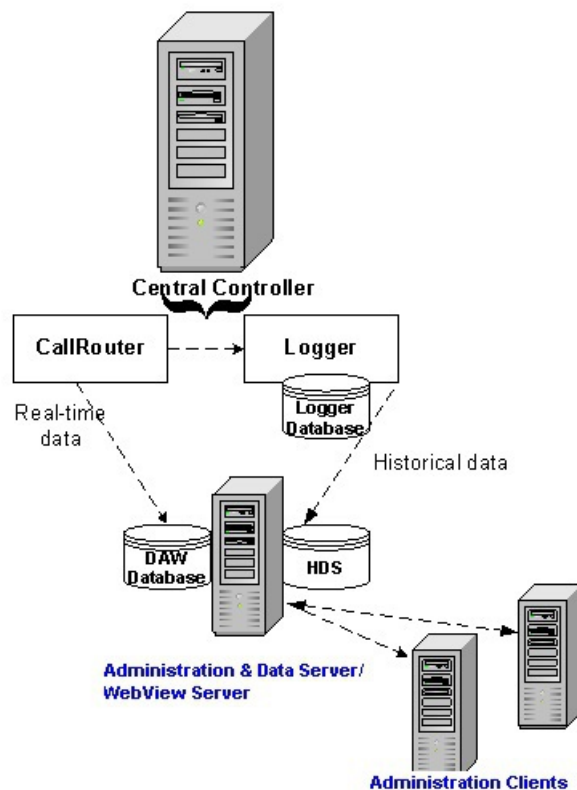 Central Controller
CallRouter
Logger
Logger
Database
Real-time
data
Historical data
DAW
Database
HDS
Administration & Data Server/
WebView Server
Administration Clients